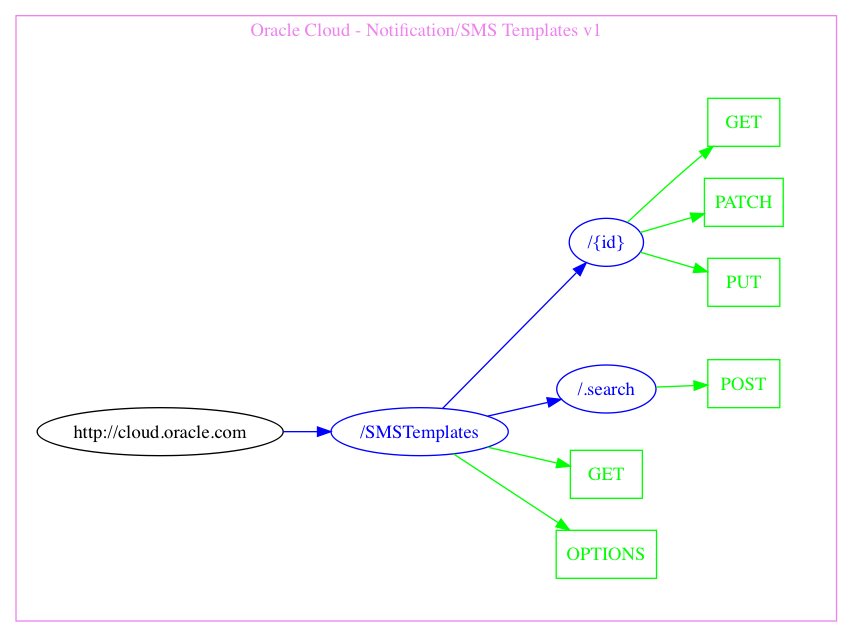 Oracle Cloud - Notification/SMS Templates v1
GET
PATCH
/{id}
PUT
POST
/.search
http://cloud.oracle.com
/SMSTemplates
GET
OPTIONS